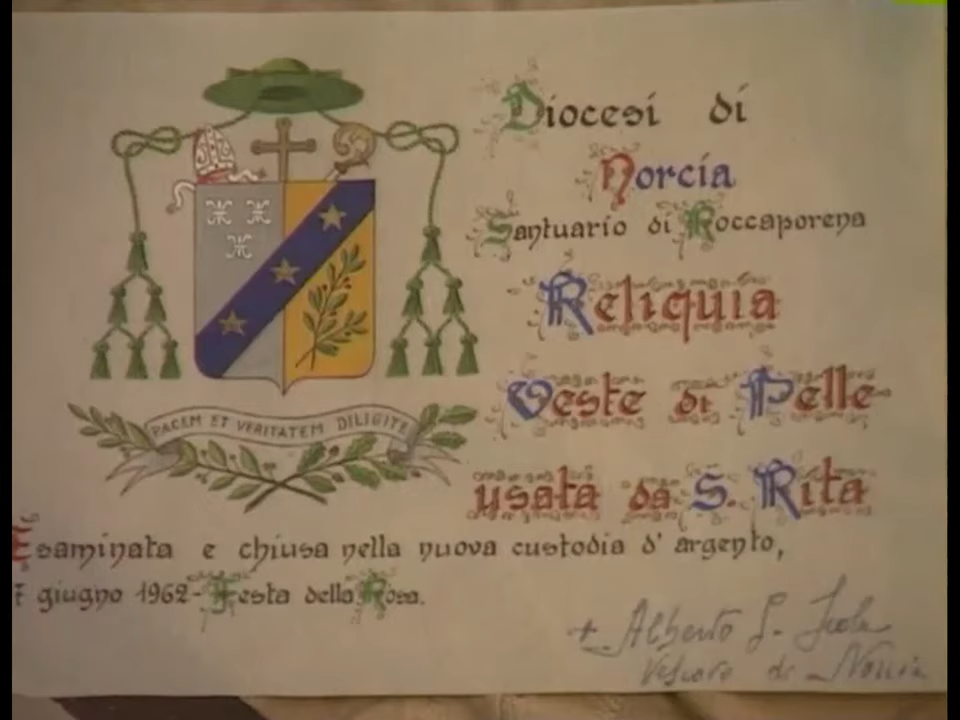 Diocesi di
Norcia
Santuario di Roccaporena
Reliquia
Veste di Pelle
usata da S. Rita
Esaminata e chiusa nella nuova custodia d' argento,
giugno 1962 - Festa della Rosa.
PACEM ET VERITATEM DILIGITE
+ Alberto
Vescovo di Norcia